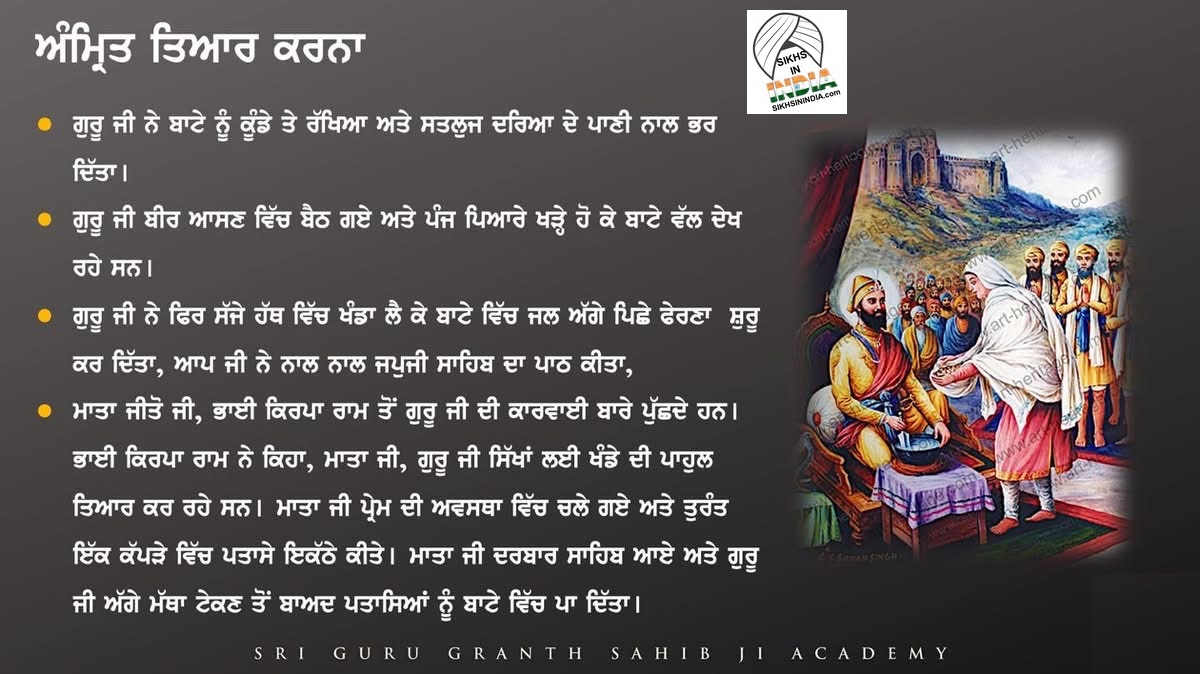 ਅੰਮ੍ਰਿਤ ਤਿਆਰ ਕਰਨਾ
SIKHS
IN
INDIA
SIKHSININDIA.com
ਗੁਰੂ ਜੀ ਨੇ ਬਾਟੇ ਨੂੰ ਕੂੰਡੇ ਤੇ ਰੱਖਿਆ ਅਤੇ ਸਤਲੁਜ ਦਰਿਆ ਦੇ ਪਾਣੀ ਨਾਲ ਭਰ
ਦਿੱਤਾ।
ਗੁਰੂ ਜੀ ਬੀਰ ਆਸਣ ਵਿੱਚ ਬੈਠ ਗਏ ਅਤੇ ਪੰਜ ਪਿਆਰੇ ਖੜ੍ਹੇ ਹੋ ਕੇ ਬਾਟੇ ਵੱਲ ਦੇਖ
ਰਹੇ ਸਨ।
ਗੁਰੂ ਜੀ ਨੇ ਫਿਰ ਸੱਜੇ ਹੱਥ ਵਿੱਚ ਖੰਡਾ ਲੈ ਕੇ ਬਾਟੇ ਵਿੱਚ ਜਲ ਅੱਗੇ ਪਿਛੇ ਫੇਰਣਾ ਸ਼ੁਰੂ
ਕਰ ਦਿੱਤਾ, ਆਪ ਜੀ ਨੇ ਨਾਲ ਨਾਲ ਜਪੁਜੀ ਸਾਹਿਬ ਦਾ ਪਾਠ ਕੀਤਾ,
ਮਾਤਾ ਜੀਤੋ ਜੀ, ਭਾਈ ਕਿਰਪਾ ਰਾਮ ਤੋਂ ਗੁਰੂ ਜੀ ਦੀ ਕਾਰਵਾਈ ਬਾਰੇ ਪੁੱਛਦੇ ਹਨ।
ਭਾਈ ਕਿਰਪਾ ਰਾਮ ਨੇ ਕਿਹਾ, ਮਾਤਾ ਜੀ, ਗੁਰੂ ਜੀ ਸਿੱਖਾਂ ਲਈ ਖੰਡੇ ਦੀ ਪਾਹੁਲ
ਤਿਆਰ ਕਰ ਰਹੇ ਸਨ। ਮਾਤਾ ਜੀ ਪ੍ਰੇਮ ਦੀ ਅਵਸਥਾ ਵਿੱਚ ਚਲੇ ਗਏ ਅਤੇ ਤੁਰੰਤ
ਇੱਕ ਕੱਪੜੇ ਵਿੱਚ ਪਤਾਸੇ ਇਕੱਠੇ ਕੀਤੇ। ਮਾਤਾ ਜੀ ਦਰਬਾਰ ਸਾਹਿਬ ਆਏ ਅਤੇ ਗੁਰੂ
ਜੀ ਅੱਗੇ ਮੱਥਾ ਟੇਕਣ ਤੋਂ ਬਾਅਦ ਪਤਾਸਿਆਂ ਨੂੰ ਬਾਟੇ ਵਿੱਚ ਪਾ ਦਿੱਤਾ।
SRI GURU GRANTH SAHIB JI ACADEMY